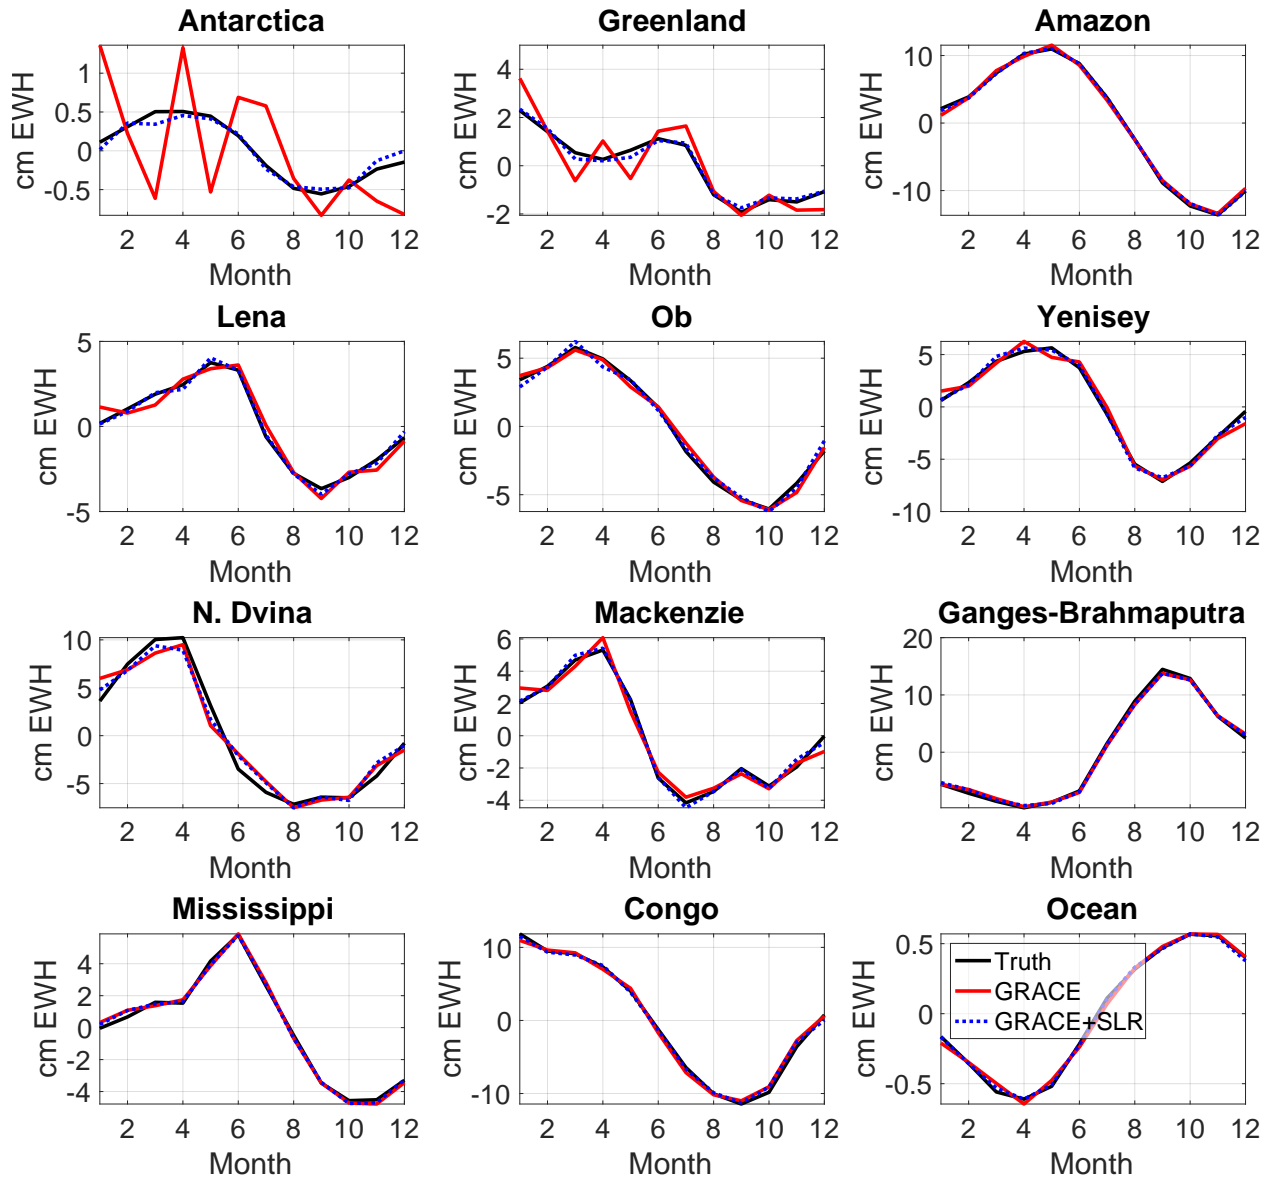 Antarctica
cm EWH
1
0.5
0
-0.5
2 4 6 8 10 12
Month
Greenland
cm EWH
4
2
0
-2
2 4 6 8 10 12
Month
Amazon
cm EWH
10
0
-10
2 4 6 8 10 12
Month
Lena
cm EWH
5
0
-5
2 4 6 8 10 12
Month
Ob
cm EWH
5
0
-5
2 4 6 8 10 12
Month
Yenisey
cm EWH
5
0
-5
-10
2 4 6 8 10 12
Month
N. Dvina
cm EWH
10
5
0
-5
2 4 6 8 10 12
Month
Mackenzie
cm EWH
6
4
2
0
-2
-4
2 4 6 8 10 12
Month
Ganges-Brahmaputra
cm EWH
20
10
0
2 4 6 8 10 12
Month
Mississippi
cm EWH
4
2
0
-2
-4
2 4 6 8 10 12
Month
Congo
cm EWH
10
0
-10
2 4 6 8 10 12
Month
Ocean
cm EWH
0.5
0
-0.5
Truth
GRACE
GRACE+SLR
2 4 6 8 10 12
Month